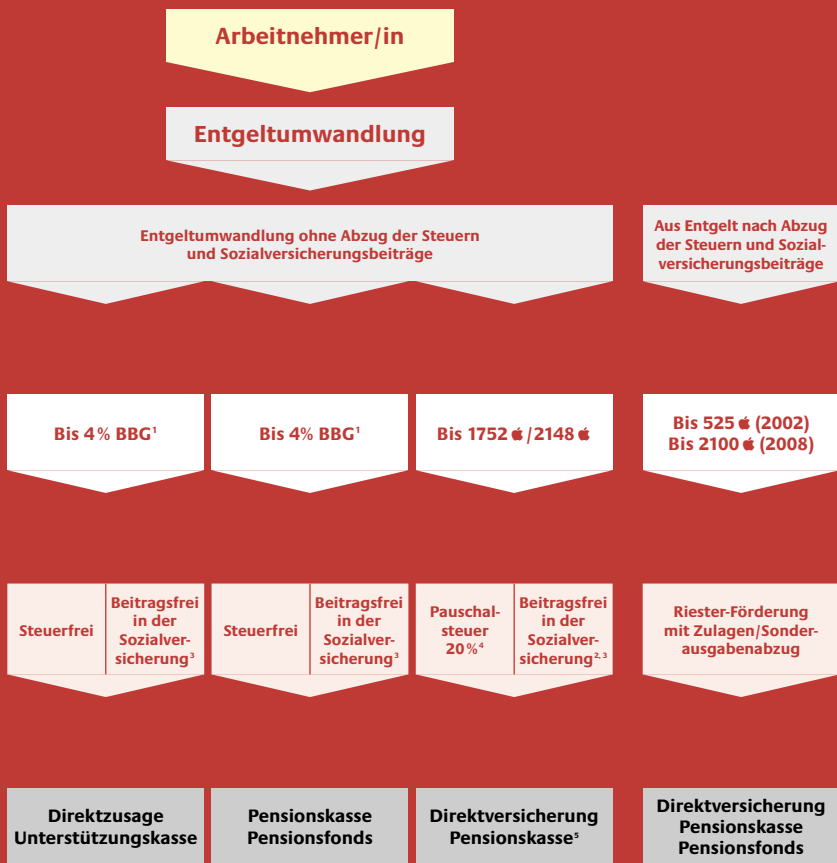 Arbeitnehmer/in
Entgeltumwandlung
Entgeltumwandlung ohne Abzug der Steuern
und Sozialversicherungsbeiträge
Aus Entgelt nach Abzug
der Steuern und Sozial-
versicherungsbeiträge
Bis 4% BBG¹
Bis 4% BBG¹
Bis 1752 /2148 
Bis 525  (2002)
Bis 2100  (2008)
Steuerfrei
Beitragsfrei
in der
Sozialver-
sicherung³
Steuerfrei
Beitragsfrei
in der
Sozialver-
sicherung³
Pauschal-
steuer
20%⁴
Beitragsfrei
in der
Sozialver-
sicherung²,³
Riester-Förderung
mit Zulagen/Sonder-
ausgabenabzug
Direktzusage
Unterstützungskasse
Pensionskasse
Pensionsfonds
Direktversicherung
Pensionskasse⁵
Direktversicherung
Pensionskasse
Pensionsfonds